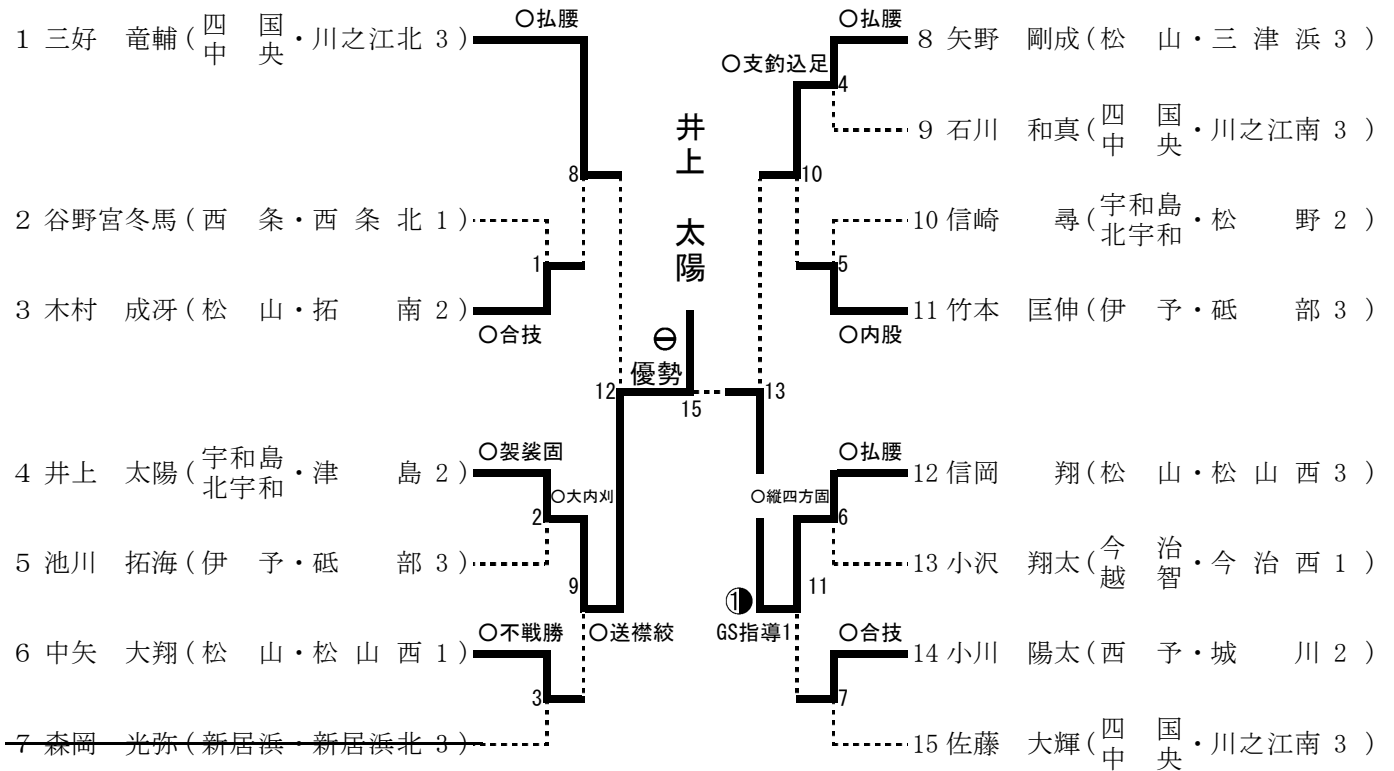 ○払腰
1 三好 竜輔(四国中央・川之江北 3)
8
2 谷野宮冬馬(西条・西条北 1)
1
3 木村 成冴(松山・拓南 2)
○合技
井上 太陽
⊖
優勢
12
15
13
○袈裟固
4 井上 太陽(宇和島北宇和・津島 2)
○大内刈
2
5 池川 拓海(伊予・砥部 3)
9
○不戦勝
○送襟絞
6 中矢 大翔(松山・松山西 1)
3
7 森岡 光弥(新居浜・新居浜北 3)
○払腰
8 矢野 剛成(松山・三津浜 3)
○支釣込足
4
9 石川 和真(四国中央・川之江南 3)
10
10 信崎 尋(宇和島北宇和・松野 2)
5
11 竹本 匡伸(伊予・砥部 3)
○内股
○払腰
12 信岡 翔(松山・松山西 3)
○縦四方固
6
13 小沢 翔太(今治越智・今治西 1)
11
①
GS指導1
○合技
14 小川 陽太(西予・城川 2)
7
15 佐藤 大輝(四国中央・川之江南 3)